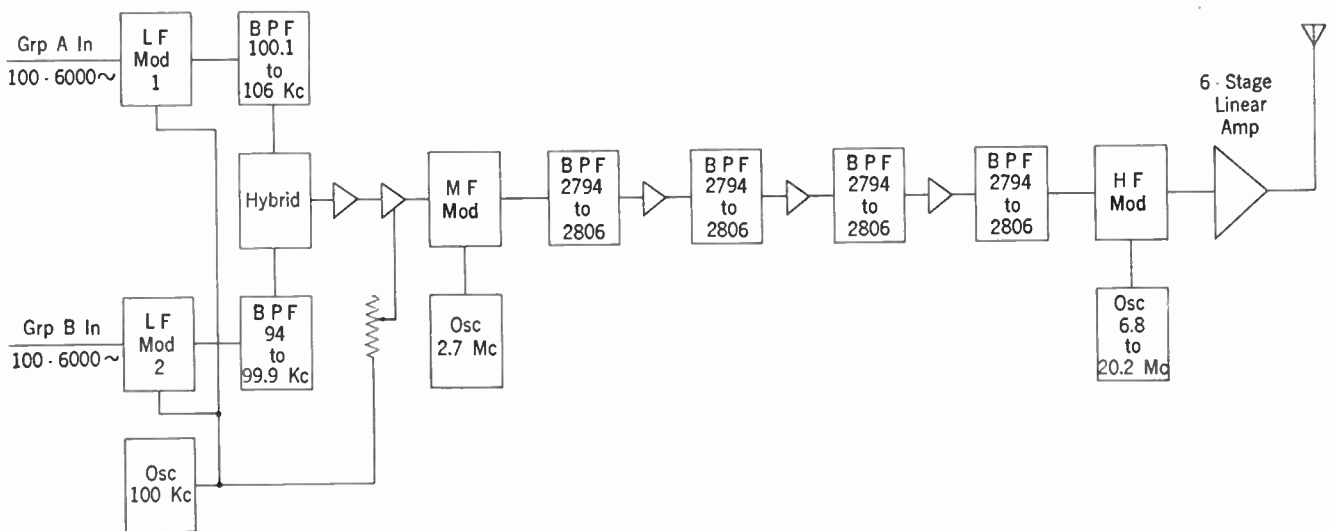 Grp A In
100 - 6000~
L F
Mod
1
B P F
100.1
to
106 Kc
Hybrid
B P F
94
to
99.9 Kc
Grp B In
100 - 6000~
L F
Mod
2
Osc
100 Kc
M F
Mod
Osc
2.7 Mc
B P F
2794
to
2806
B P F
2794
to
2806
B P F
2794
to
2806
B P F
2794
to
2806
H F
Mod
Osc
6.8
to
20.2 Mc
6 - Stage
Linear
Amp